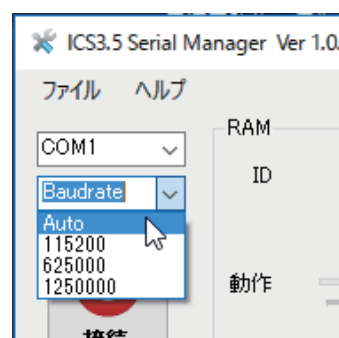 ICS3.5 Serial Manager Ver 1.0.
ファイル ヘルプ
COM1
RAM
ID
Baudrate
Auto
115200
625000
1250000
動作
接続